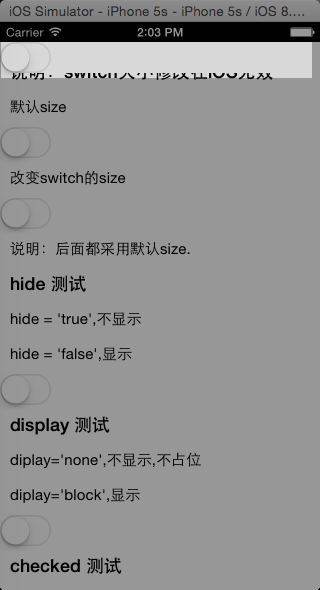 iOS Simulator - iPhone 5s - iPhone 5s / iOS 8....
Carrier 2:03 PM
说明：switch大小修改在iOS无效
默认size
改变switch的size
说明：后面都采用默认size.
hide 测试
hide = 'true',不显示
hide = 'false',显示
display 测试
diplay='none',不显示,不占位
diplay='block',显示
checked 测试